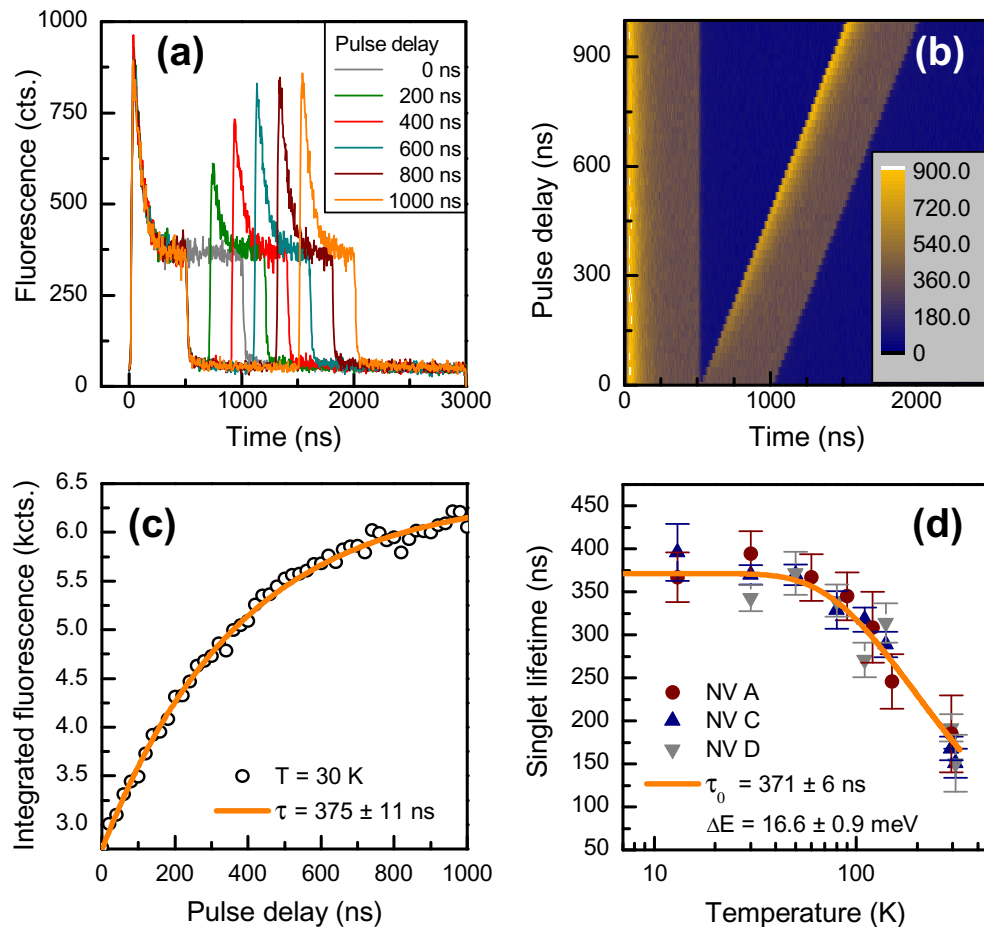 (a)
Pulse delay
0 ns
200 ns
400 ns
600 ns
800 ns
1000 ns
1000
750
500
250
0
0
1000
2000
3000
Fluorescence (cts.)
Time (ns)
(b)
900
600
300
0
0
1000
2000
Pulse delay (ns)
Time (ns)
900.0
720.0
540.0
360.0
180.0
0
(c)
6.5
6.0
5.5
5.0
4.5
4.0
3.5
3.0
0
200
400
600
800
1000
Integrated fluorescence (kcts.)
Pulse delay (ns)
T = 30 K
τ = 375 ± 11 ns
(d)
450
400
350
300
250
200
150
100
50
10
100
Singlet lifetime (ns)
Temperature (K)
NV A
NV C
NV D
τ₀ = 371 ± 6 ns
ΔE = 16.6 ± 0.9 meV